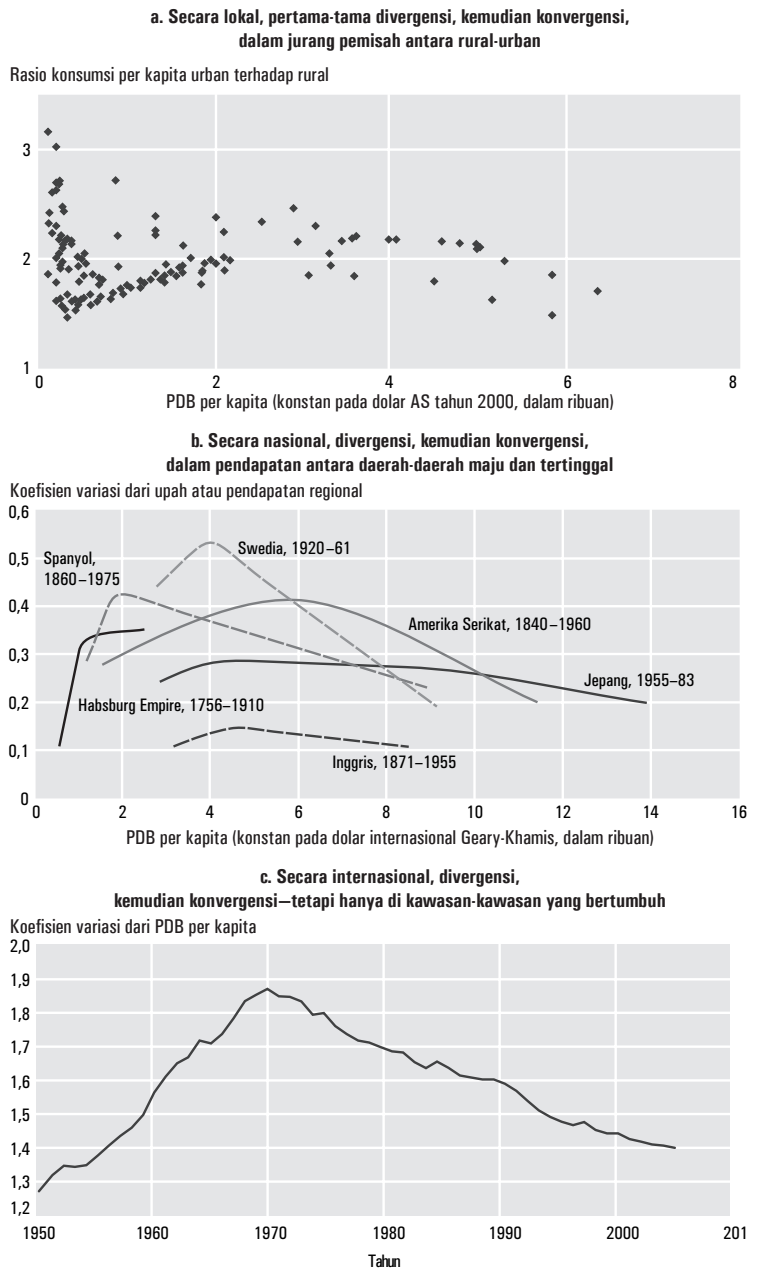 a. Secara lokal, pertama-tama divergensi, kemudian konvergensi,
dalam jurang pemisah antara rural-urban
Rasio konsumsi per kapita urban terhadap rural
3
2
1
0 2 4 6 8
PDB per kapita (konstan pada dolar AS tahun 2000, dalam ribuan)
b. Secara nasional, divergensi, kemudian konvergensi,
dalam pendapatan antara daerah-daerah maju dan tertinggal
Koefisien variasi dari upah atau pendapatan regional
0,6
0,5
0,4
0,3
0,2
0,1
0
Spanyol,
1860–1975
Swedia, 1920–61
Amerika Serikat, 1840–1960
Jepang, 1955–83
Habsburg Empire, 1756–1910
Inggris, 1871–1955
0 2 4 6 8 10 12 14 16
PDB per kapita (konstan pada dolar internasional Geary-Khamis, dalam ribuan)
c. Secara internasional, divergensi,
kemudian konvergensi—tetapi hanya di kawasan-kawasan yang bertumbuh
Koefisien variasi dari PDB per kapita
2,0
1,9
1,8
1,7
1,6
1,5
1,4
1,3
1,2
1950 1960 1970 1980 1990 2000 201
Tahun